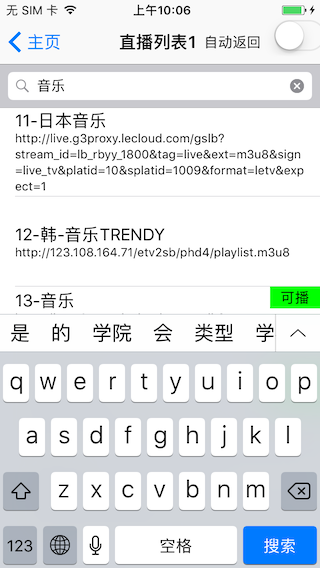 无 SIM 卡 上午10:06
主页 直播列表1 自动返回
音乐
11-日本音乐
http://live.g3proxy.lecloud.com/gslb?
stream_id=lb_rbyy_1800&tag=live&ext=m3u8&sign
=live_tv&platid=10&splatid=1009&format=letv&exp
ect=1
12-韩-音乐TRENDY
http://123.108.164.71/etv2sb/phd4/playlist.m3u8
可播
13-音乐
是 的 学院 会 类型 学
q w e r t y u i o p
a s d f g h j k l
z x c v b n m
123 空格 搜索